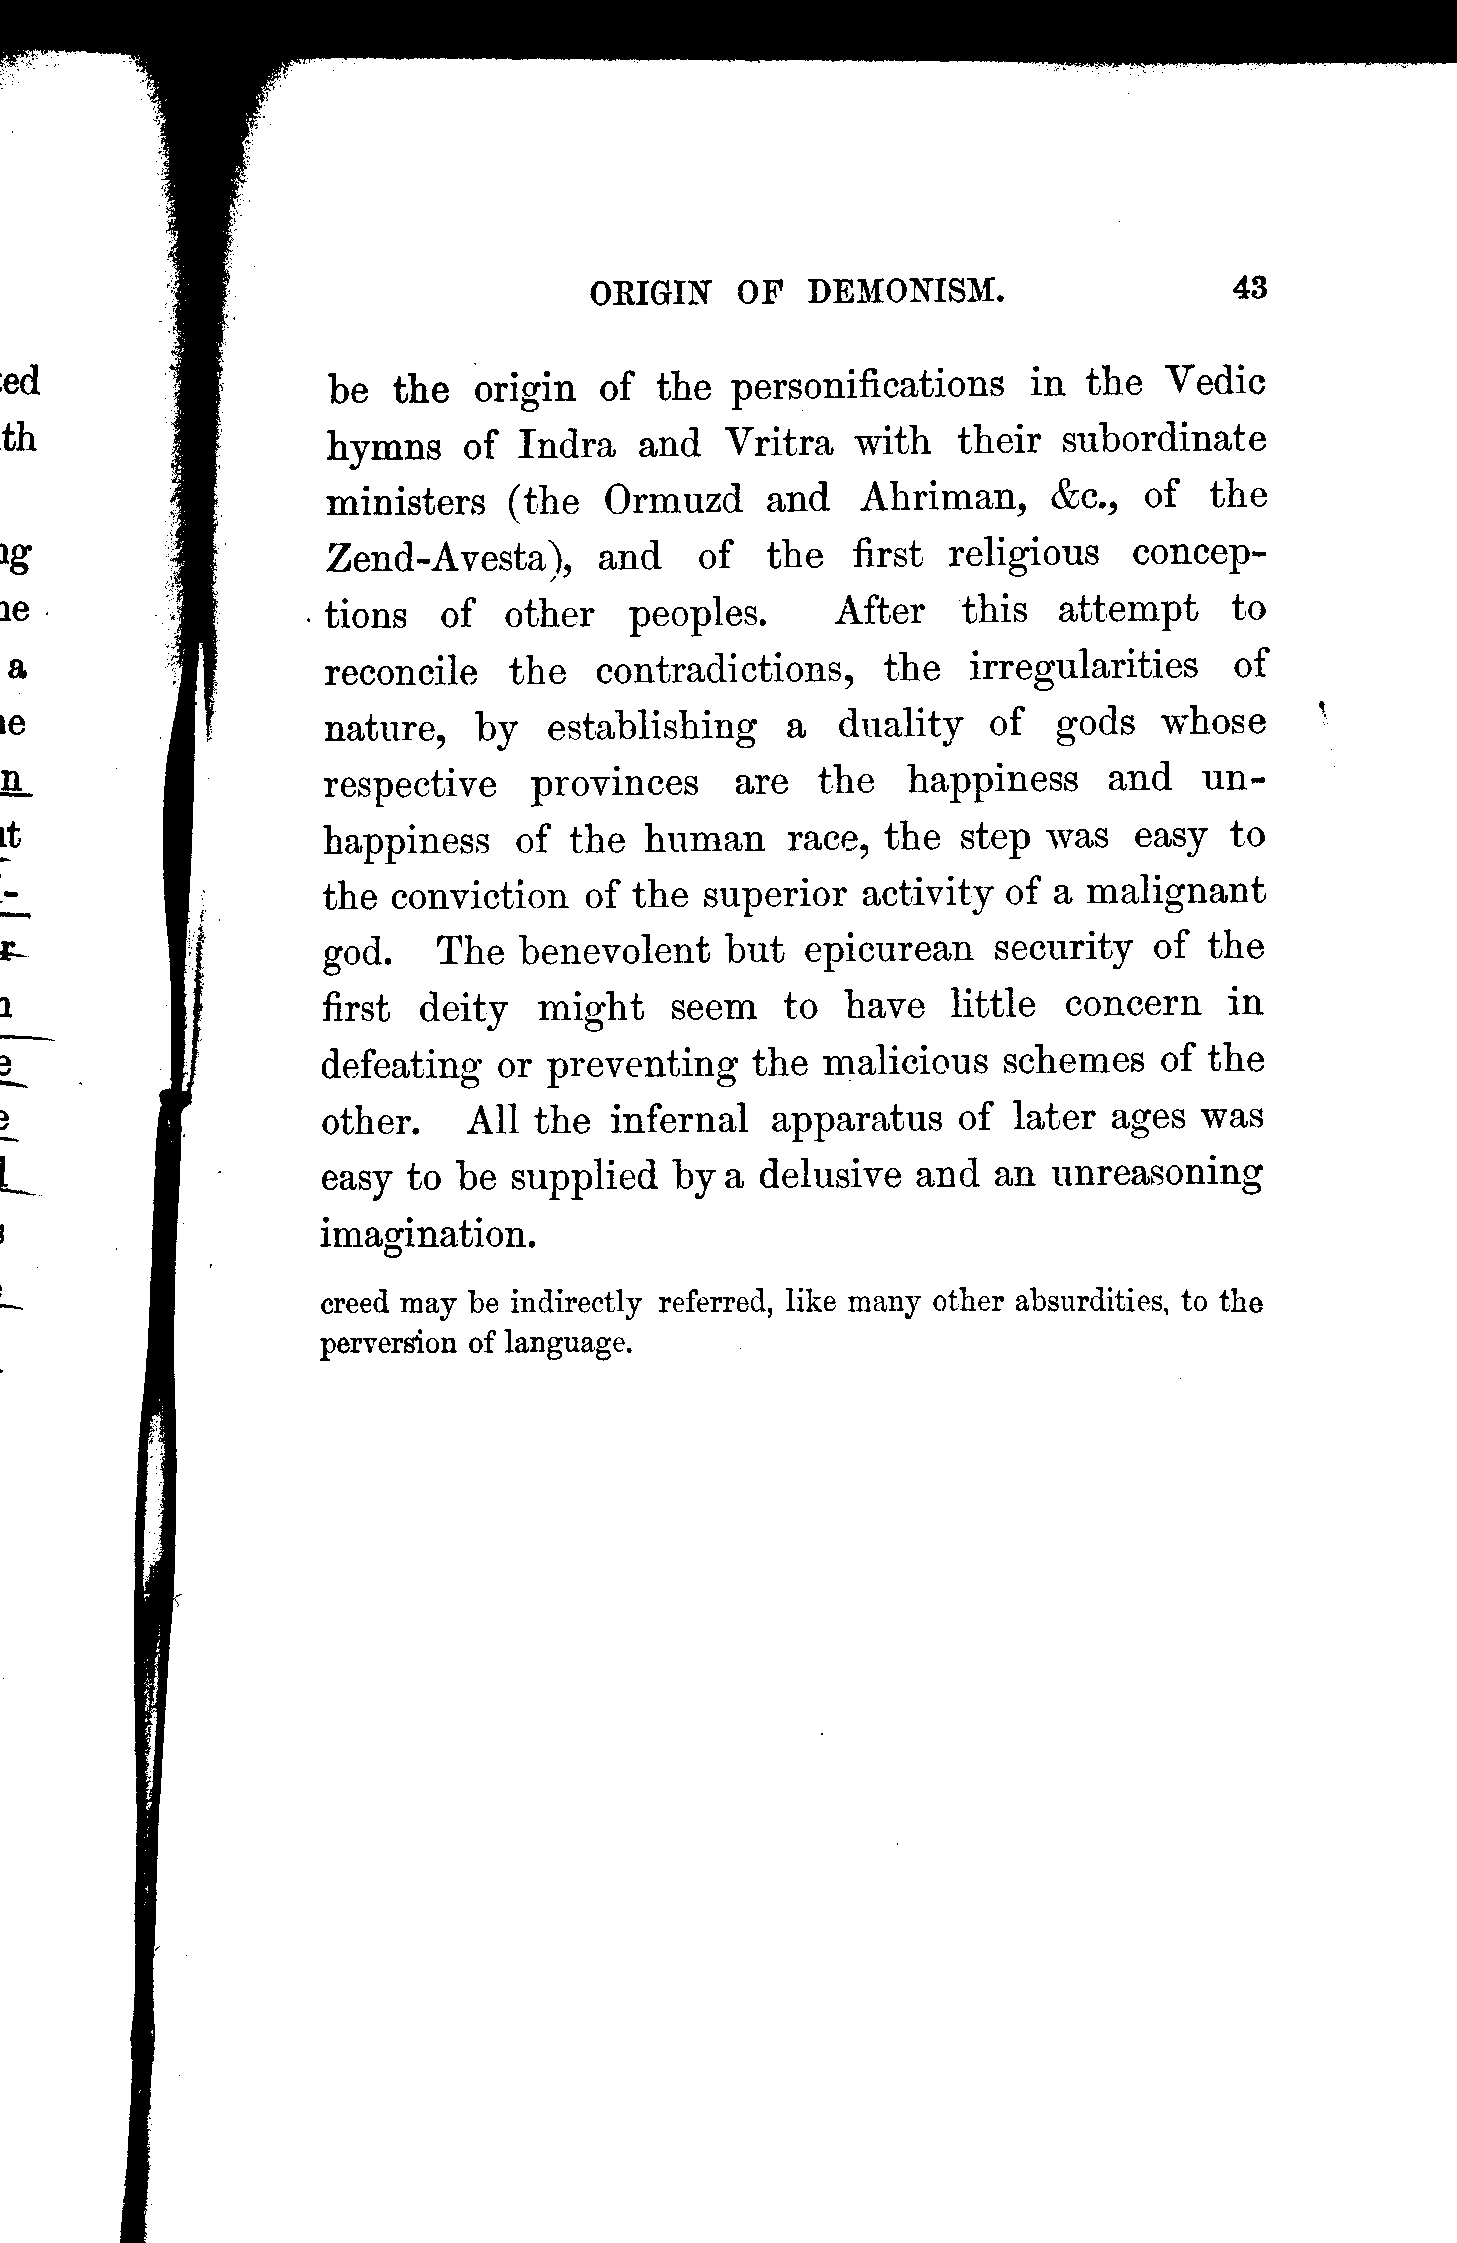 ORIGIN OF DEMONISM. 43
be the origin of the personifications in the Vedic
hymns of Indra and Vritra with their subordinate
ministers (the Ormuzd and Ahriman, &c., of the
Zend-Avesta), and of the first religious concep-
tions of other peoples. After this attempt to
reconcile the contradictions, the irregularities of
nature, by establishing a duality of gods whose
respective provinces are the happiness and un-
happiness of the human race, the step was easy to
the conviction of the superior activity of a malignant
god. The benevolent but epicurean security of the
first deity might seem to have little concern in
defeating or preventing the malicious schemes of the
other. All the infernal apparatus of later ages was
easy to be supplied by a delusive and an unreasoning
imagination.
creed may be indirectly referred, like many other absurdities, to the
perversion of language.